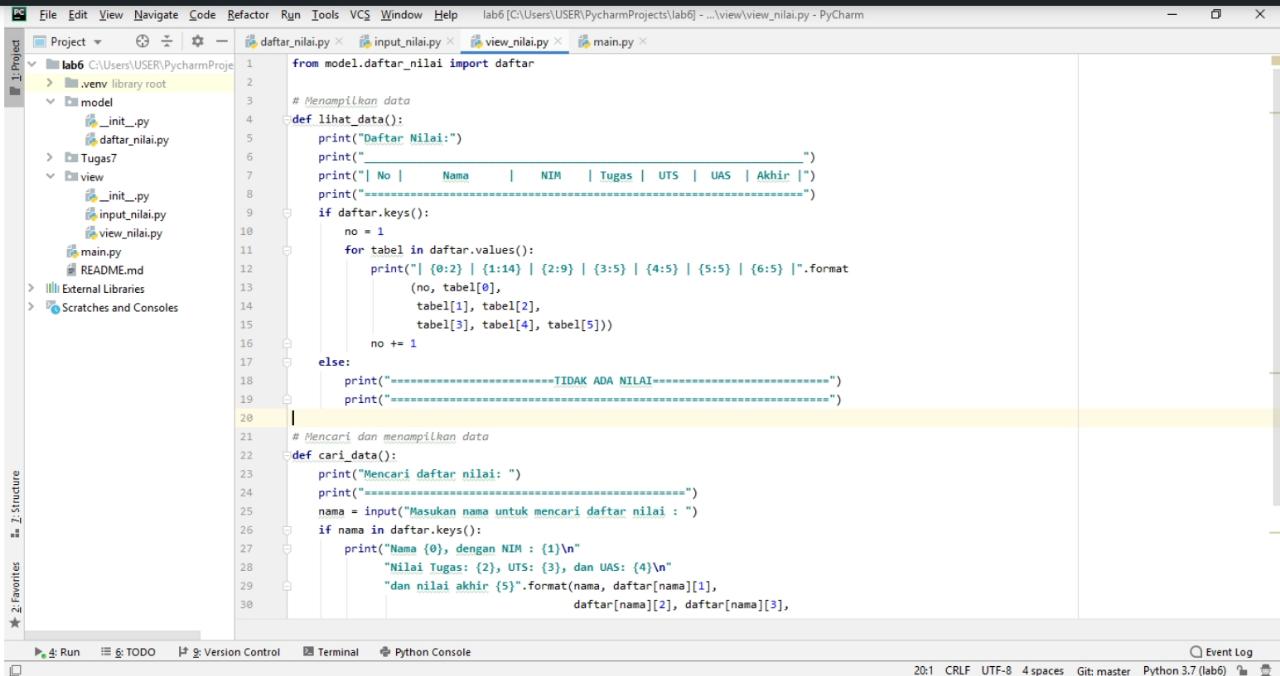 PC File Edit View Navigate Code Refactor Run Tools VCS Window Help lab6 [C:\Users\USER\PycharmProjects\lab6] - ...\view\view_nilai.py - PyCharm
Project daftar_nilai.py input_nilai.py view_nilai.py main.py
1: Project
lab6 C:\Users\USER\PycharmProje
.venv library root
model
__init__.py
daftar_nilai.py
Tugas7
view
__init__.py
input_nilai.py
view_nilai.py
main.py
README.md
External Libraries
Scratches and Consoles
7: Structure
2: Favorites
1 from model.daftar_nilai import daftar
2
3 # Menampilkan data
4 def lihat_data():
5 print("Daftar Nilai:")
6 print("___________________________________________________________________")
7 print("| No |      Nama      |    NIM    | Tugas |  UTS  |  UAS  | Akhir |")
8 print("===================================================================")
9 if daftar.keys():
10 no = 1
11 for tabel in daftar.values():
12 print("| {0:2} | {1:14} | {2:9} | {3:5} | {4:5} | {5:5} | {6:5} |".format
13 (no, tabel[0],
14 tabel[1], tabel[2],
15 tabel[3], tabel[4], tabel[5]))
16 no += 1
17 else:
18 print("=========================TIDAK ADA NILAI===========================")
19 print("===================================================================")
20
21 # Mencari dan menampilkan data
22 def cari_data():
23 print("Mencari daftar nilai: ")
24 print("=================================================")
25 nama = input("Masukan nama untuk mencari daftar nilai : ")
26 if nama in daftar.keys():
27 print("Nama {0}, dengan NIM : {1}\n"
28 "Nilai Tugas: {2}, UTS: {3}, dan UAS: {4}\n"
29 "dan nilai akhir {5}".format(nama, daftar[nama][1],
30 daftar[nama][2], daftar[nama][3],
4: Run 6: TODO 9: Version Control Terminal Python Console Event Log
20:1 CRLF UTF-8 4 spaces Git: master Python 3.7 (lab6)